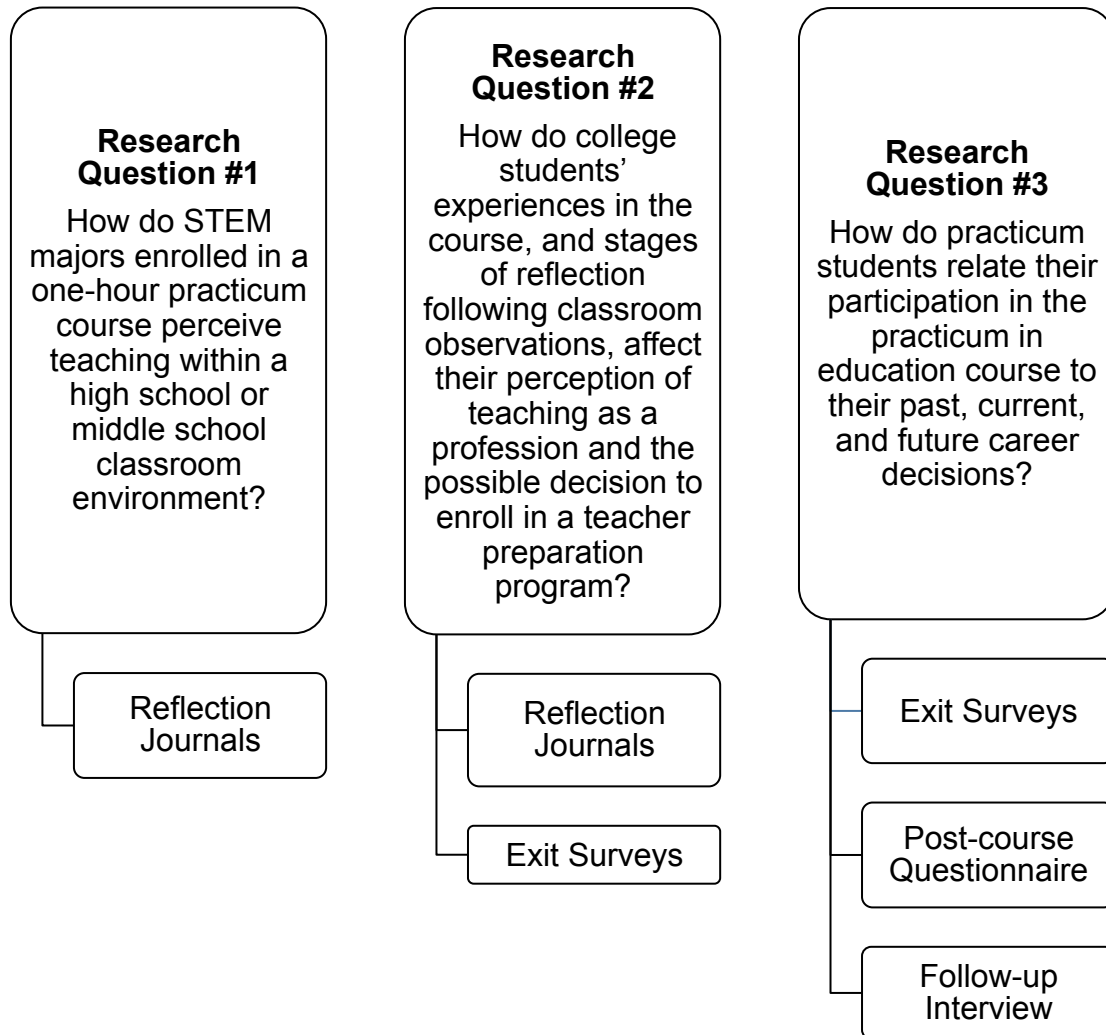 Research
Question #1
How do STEM
majors enrolled in a
one-hour practicum
course perceive
teaching within a
high school or
middle school
classroom
environment?
Reflection
Journals
Research
Question #2
How do college
students’
experiences in the
course, and stages
of reflection
following classroom
observations, affect
their perception of
teaching as a
profession and the
possible decision to
enroll in a teacher
preparation
program?
Reflection
Journals
Exit Surveys
Research
Question #3
How do practicum
students relate their
participation in the
practicum in
education course to
their past, current,
and future career
decisions?
Exit Surveys
Post-course
Questionnaire
Follow-up
Interview